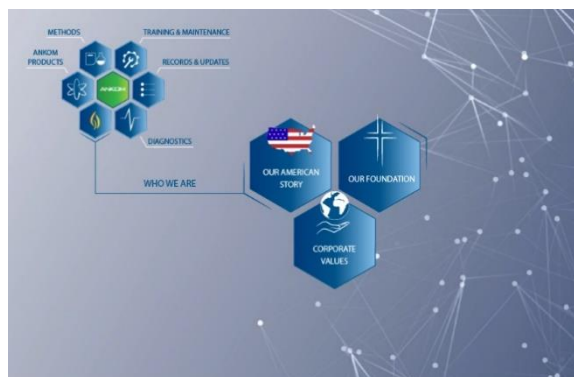 METHODS
TRAINING & MAINTENANCE
ANKOM
PRODUCTS
ANKOM
RECORDS & UPDATES
DIAGNOSTICS
WHO WE ARE
OUR AMERICAN
STORY
OUR FOUNDATION
CORPORATE
VALUES